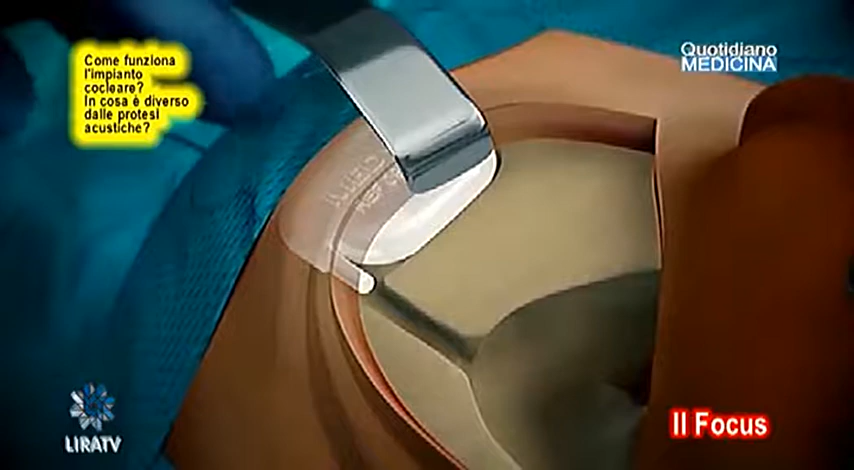 Come funziona
l'impianto
cocleare?
In cosa è diverso
dalle protesi
acustiche?
Quotidiano
MEDICINA
LIRATV
Il Focus